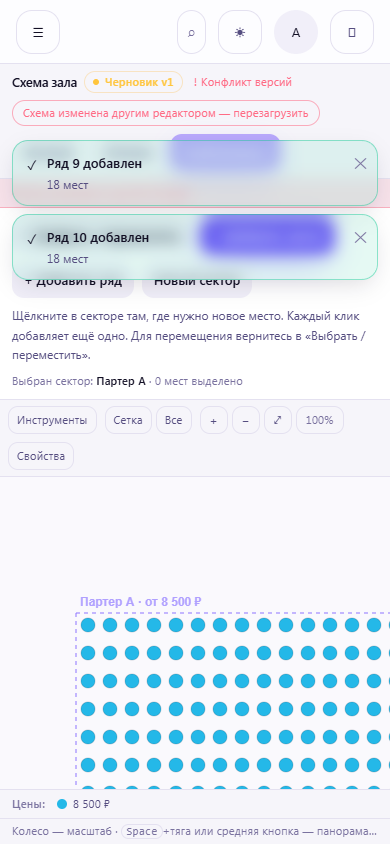 A
Схема зала
Черновик v1
! Конфликт версий
Схема изменена другим редактором — перезагрузить
Ряд 9 добавлен
18 мест
Ряд 10 добавлен
18 мест
+ Добавить ряд
Новый сектор
Щёлкните в секторе там, где нужно новое место. Каждый клик
добавляет ещё одно. Для перемещения вернитесь в «Выбрать /
переместить».
Выбран сектор: Партер A · 0 мест выделено
Инструменты
Сетка
Все
+
−
100%
Свойства
Партер A · от 8 500 ₽
Цены:
8 500 ₽
Колесо — масштаб · Space+тяга или средняя кнопка — панорама…